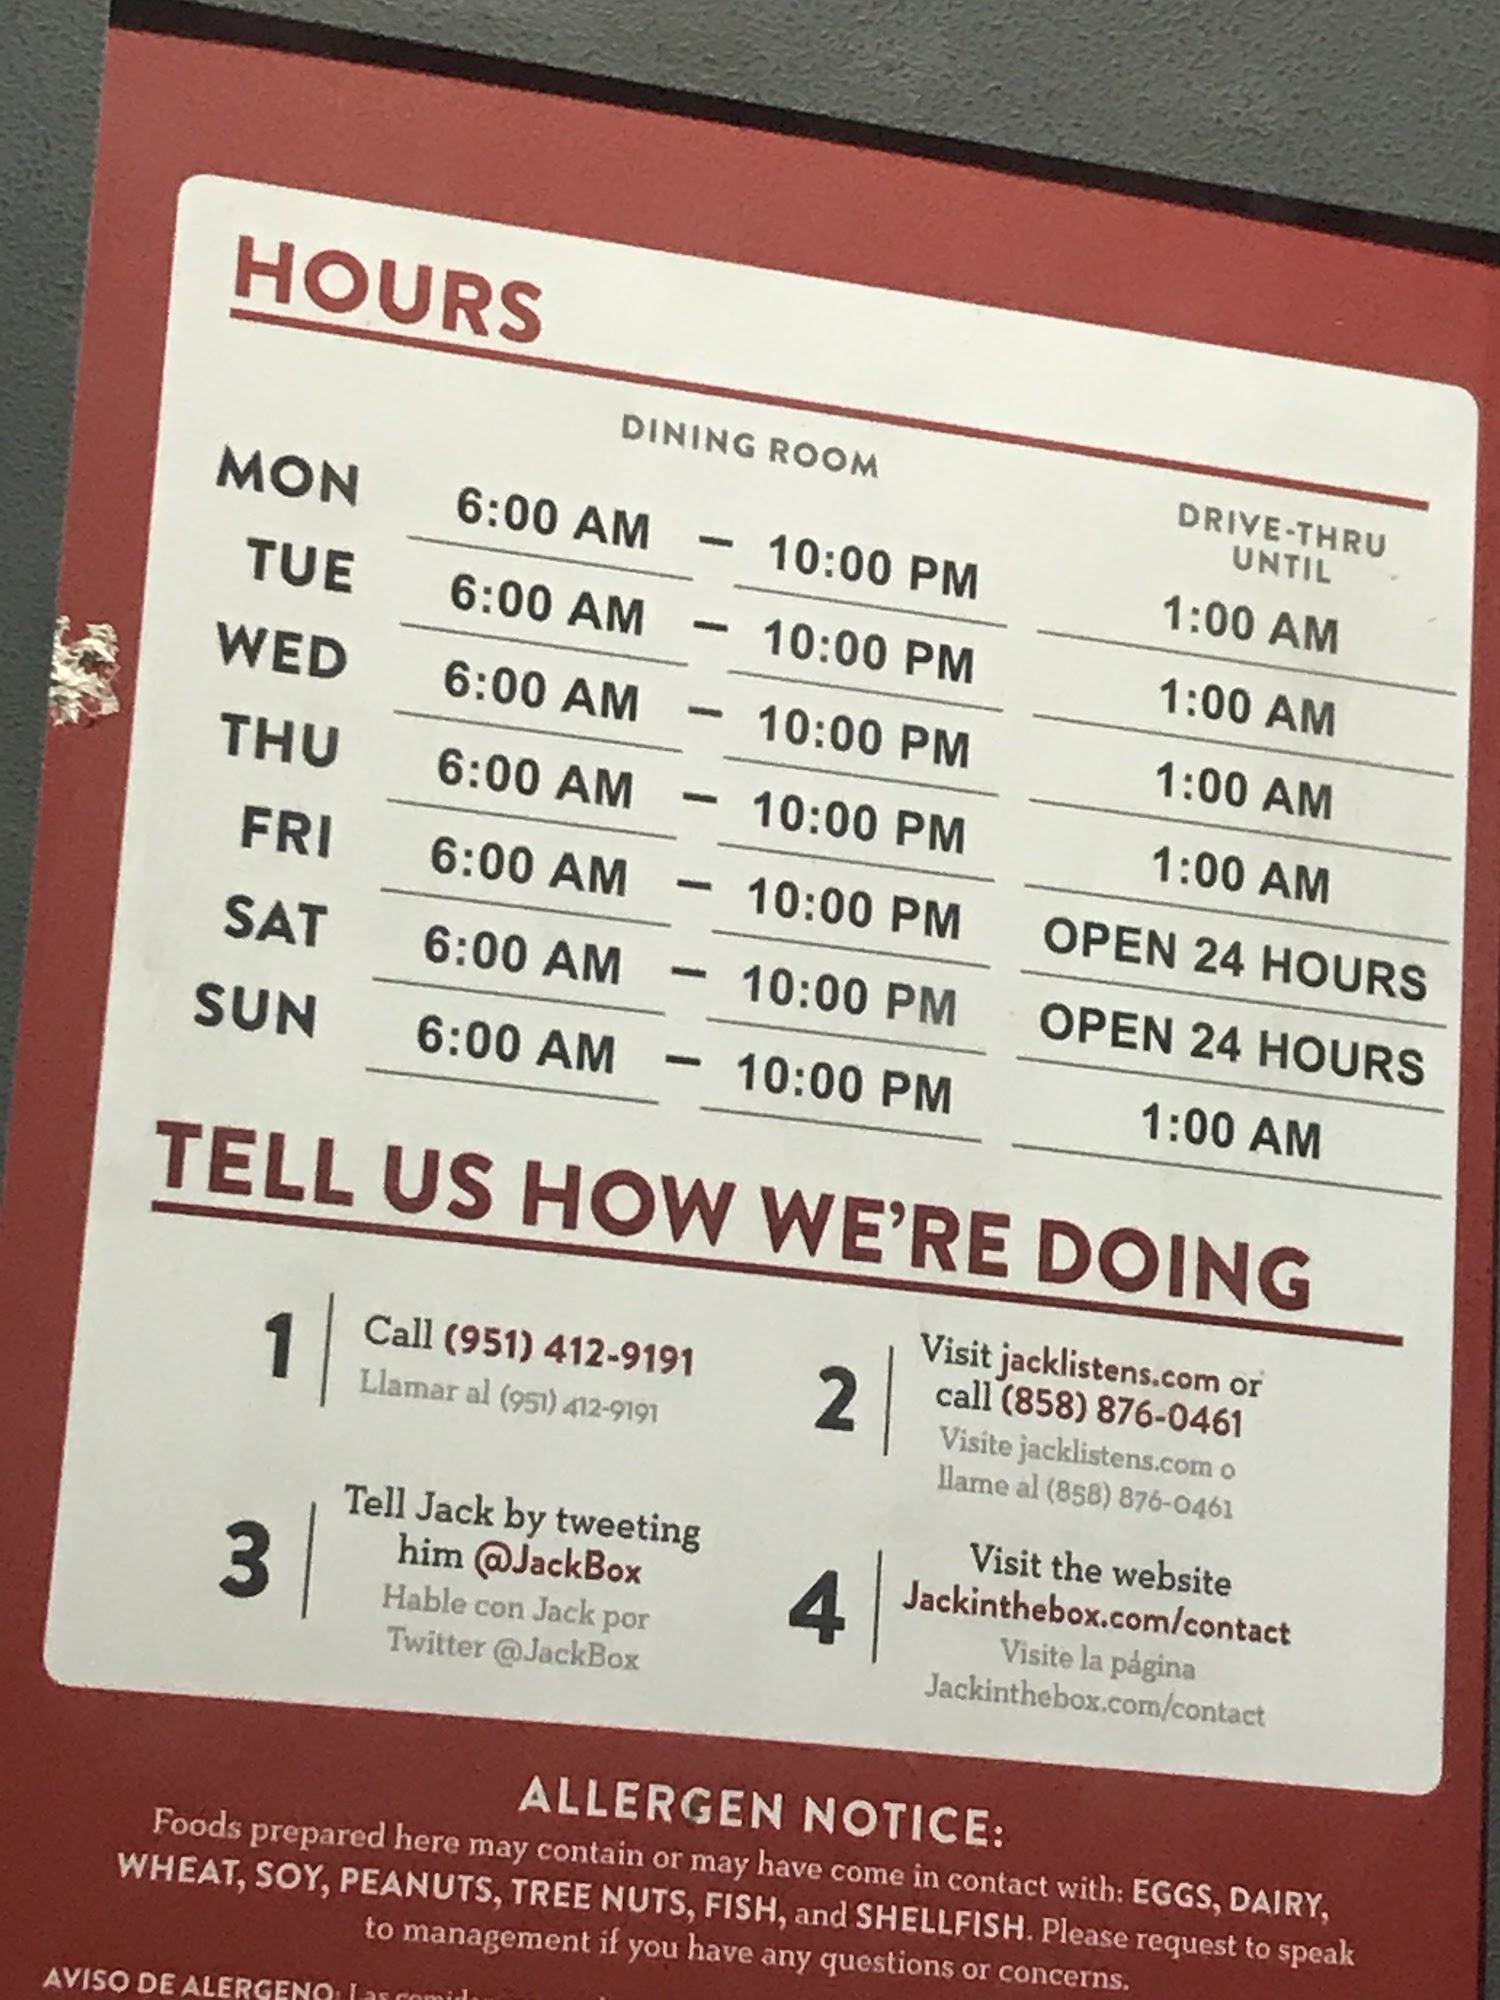 HOURS
DINING ROOM
DRIVE-THRU
UNTIL
MON 6:00 AM – 10:00 PM 1:00 AM
TUE 6:00 AM – 10:00 PM 1:00 AM
WED 6:00 AM – 10:00 PM 1:00 AM
THU 6:00 AM – 10:00 PM 1:00 AM
FRI 6:00 AM – 10:00 PM OPEN 24 HOURS
SAT 6:00 AM – 10:00 PM OPEN 24 HOURS
SUN 6:00 AM – 10:00 PM 1:00 AM
TELL US HOW WE'RE DOING
1
Call (951) 412-9191
Llamar al (951) 412-9191
2
Visit jacklistens.com or
call (858) 876-0461
Visite jacklistens.com o
llame al (858) 876-0461
3
Tell Jack by tweeting
him @JackBox
Hable con Jack por
Twitter @JackBox
4
Visit the website
Jackinthebox.com/contact
Visite la página
Jackinthebox.com/contact
ALLERGEN NOTICE:
Foods prepared here may contain or may have come in contact with: EGGS, DAIRY,
WHEAT, SOY, PEANUTS, TREE NUTS, FISH, and SHELLFISH. Please request to speak
to management if you have any questions or concerns.
AVISO DE ALERGENO: Las